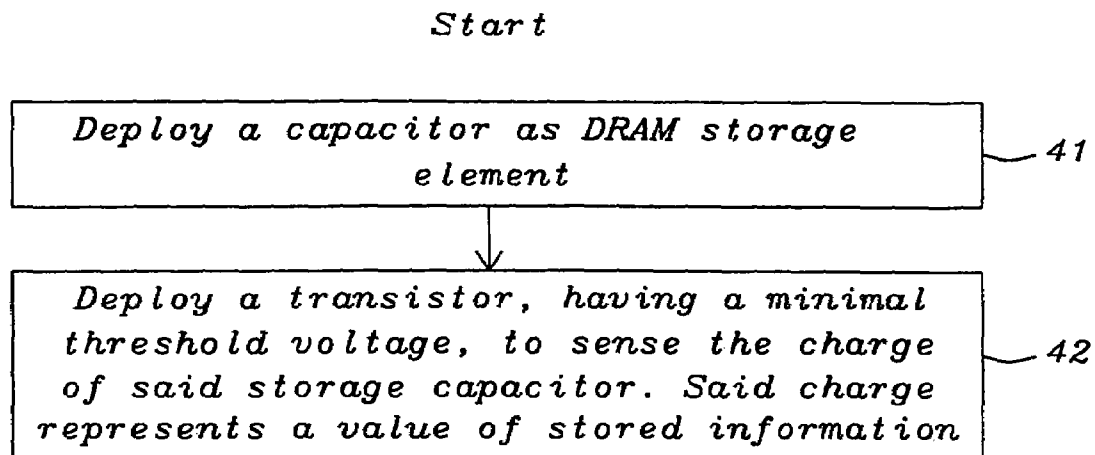 Start
Deploy a capacitor as DRAM storage
element
41
Deploy a transistor, having a minimal
threshold voltage, to sense the charge
of said storage capacitor. Said charge
represents a value of stored information
42